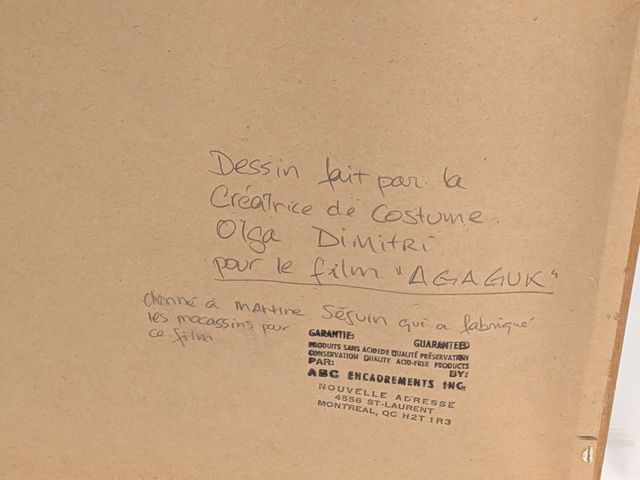 Dessin fait par la
Créatrice de Costume
Olga Dimitri
pour le film "AGAGUK"
donné à Martine Séguin qui a fabriqué
les mocassins pour
ce film
GARANTIE: GUARANTEED
PRODUITS SANS ACIDE DE QUALITÉ PRÉSERVATION
CONSERVATION QUALITY ACID-FREE PRODUCTS
PAR: BY:
ABC ENCADREMENTS INC.
NOUVELLE ADRESSE
4556 ST-LAURENT
MONTREAL, QC H2T 1R3